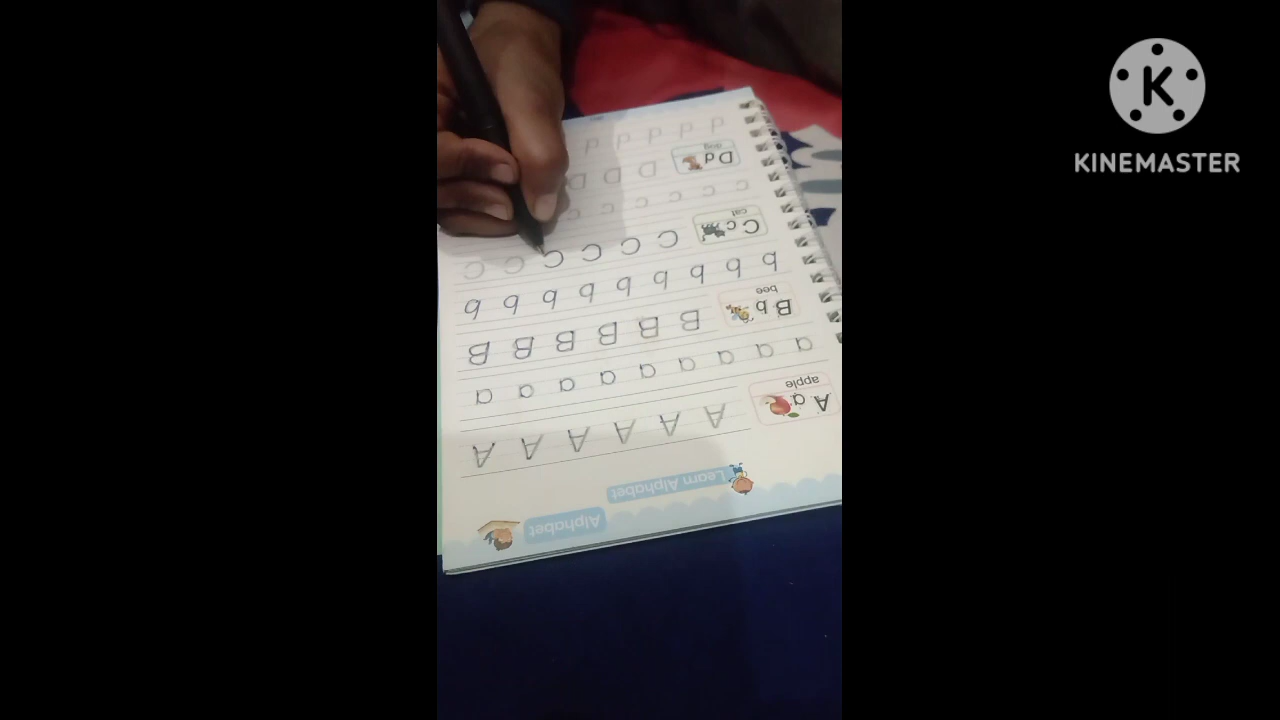 Alphabet
Learn Alphabet
A a
apple
A A A A A A
a a a a a a a a a
B b
bee
B B B B B B
b b b b b b b b b
C c
cat
C C C C C C
c c c c c c
D d
dog
D D D
d d d d d
K
KINEMASTER